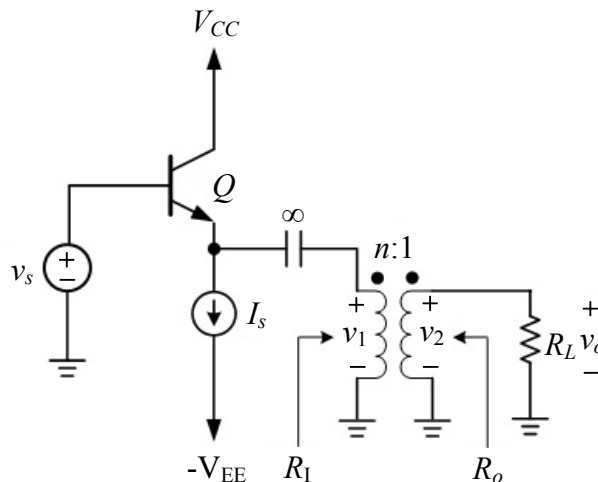 V_CC
Q
∞
n:1
v_s
+
−
I_s
+
v_1
−
+
v_2
−
R_L
+
v_o
−
-V_EE
R_I
R_o